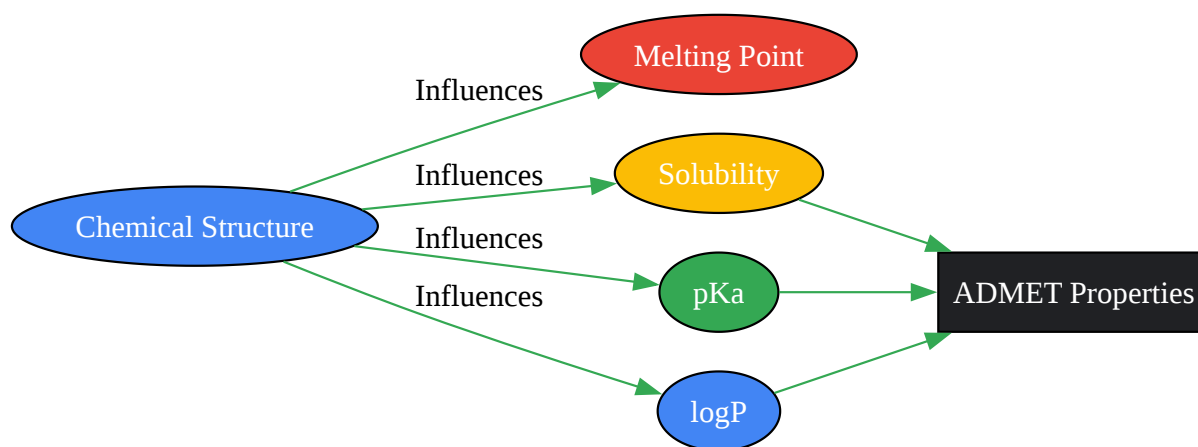 Melting Point
Influences
Influences
Solubility
Chemical Structure
Influences
pKa
ADMET Properties
Influences
logP